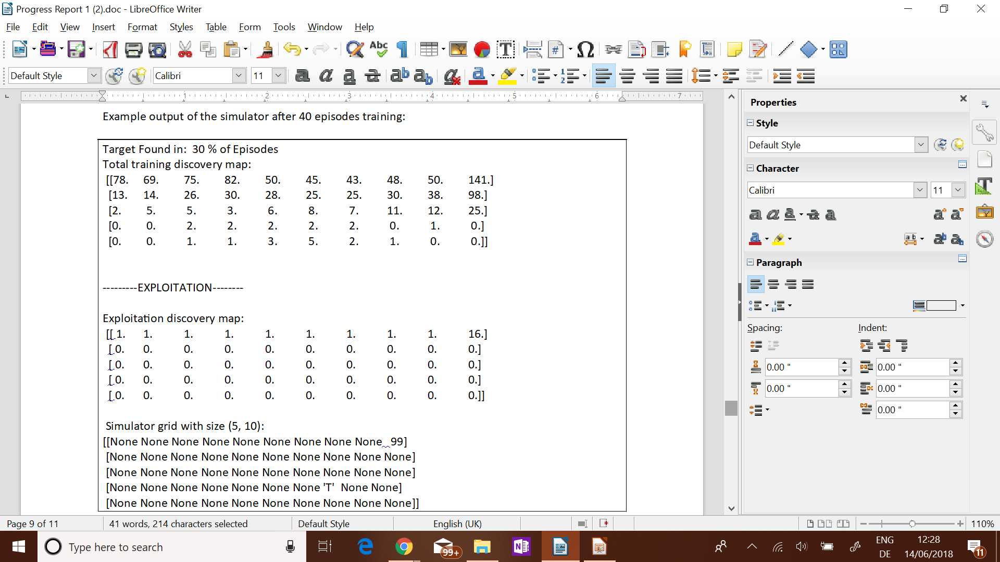 Progress Report 1 (2).doc - LibreOffice Writer
File Edit View Insert Format Styles Table Form Tools Window Help
Default Style Calibri 11
1 2 3 4 5 6 7
Example output of the simulator after 40 episodes training:
Target Found in:  30 % of Episodes
Total training discovery map:
[[78. 69. 75. 82. 50. 45. 43. 48. 50. 141.]
[13. 14. 26. 30. 28. 25. 25. 30. 38. 98.]
[2. 5. 5. 3. 6. 8. 7. 11. 12. 25.]
[0. 0. 2. 2. 2. 2. 2. 0. 1. 0.]
[0. 0. 1. 1. 3. 5. 2. 1. 0. 0.]]
---------EXPLOITATION--------
Exploitation discovery map:
[[ 1. 1. 1. 1. 1. 1. 1. 1. 1. 16.]
[ 0. 0. 0. 0. 0. 0. 0. 0. 0. 0.]
[ 0. 0. 0. 0. 0. 0. 0. 0. 0. 0.]
[ 0. 0. 0. 0. 0. 0. 0. 0. 0. 0.]
[ 0. 0. 0. 0. 0. 0. 0. 0. 0. 0.]]
Simulator grid with size (5, 10):
[[None None None None None None None None None  99]
[None None None None None None None None None None]
[None None None None None None None None None None]
[None None None None None None None 'T'  None None]
[None None None None None None None None None None]]
Properties
Style
Default Style
Character
Calibri 11
Paragraph
Spacing: Indent:
0.00 " 0.00 "
0.00 " 0.00 "
0.00 "
Page 9 of 11 41 words, 214 characters selected Default Style English (UK) 110%
Type here to search
99+
ENG 12:28
DE 14/06/2018
11